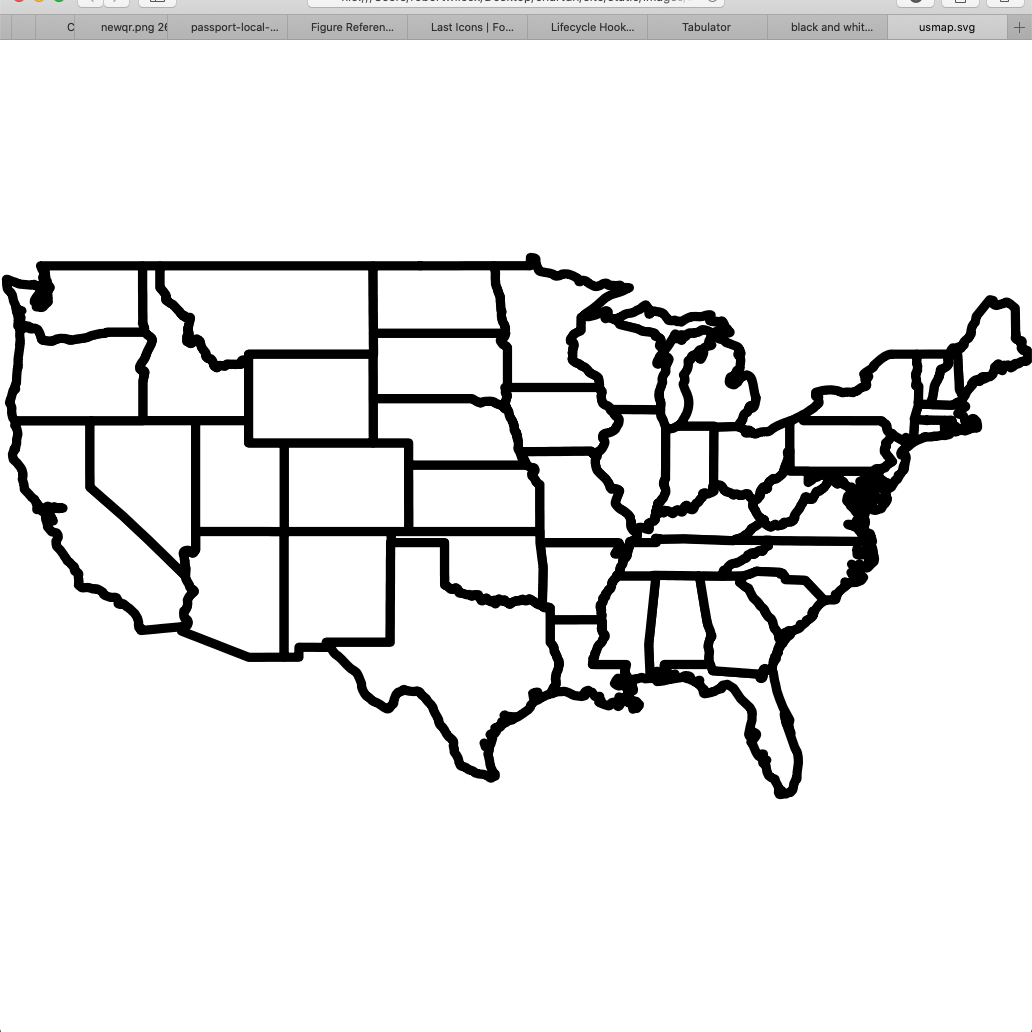 C
newqr.png 26
passport-local-...
Figure Referen...
Last Icons | Fo...
Lifecycle Hook...
Tabulator
black and whit...
usmap.svg